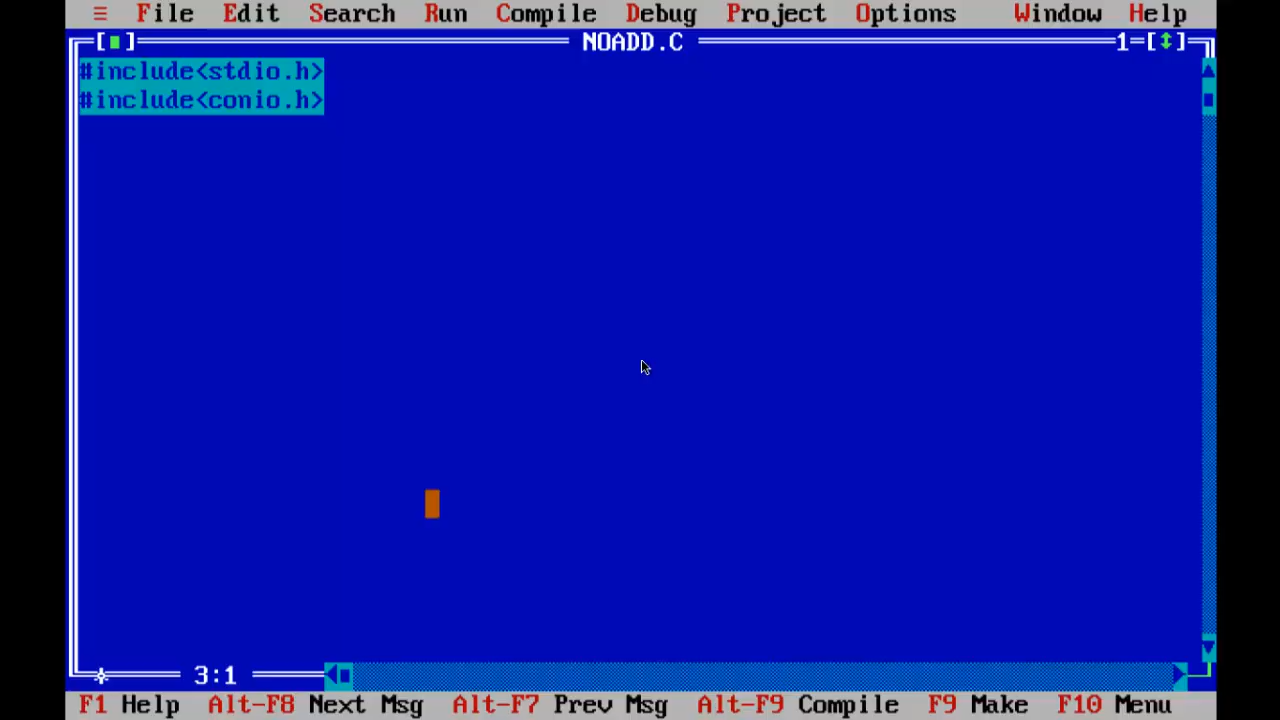 ≡ File Edit Search Run Compile Debug Project Options Window Help
[■] NOADD.C 1=[↕]
#include<stdio.h>
#include<conio.h>
3:1
F1 Help Alt-F8 Next Msg Alt-F7 Prev Msg Alt-F9 Compile F9 Make F10 Menu